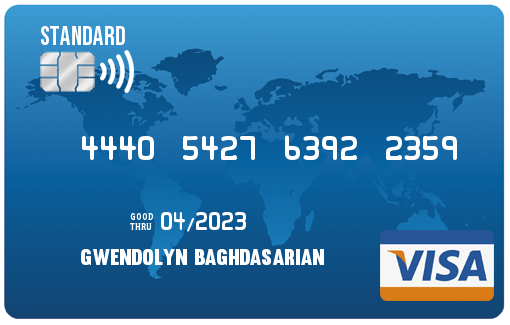 STANDARD
4440 5427 6392 2359
GOOD THRU 04/2023
GWENDOLYN BAGHDASARIAN
VISA